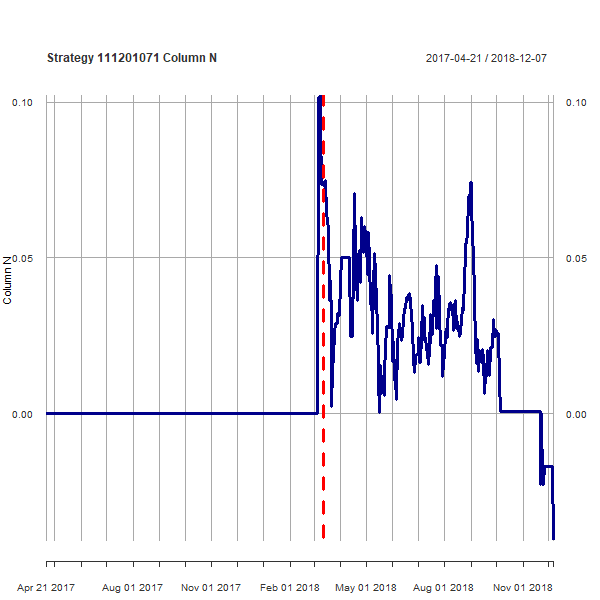 Strategy 111201071 Column N
2017-04-21 / 2018-12-07
0.10
0.10
0.05
0.05
Column N
0.00
0.00
Apr 21 2017
Aug 01 2017
Nov 01 2017
Feb 01 2018
May 01 2018
Aug 01 2018
Nov 01 2018